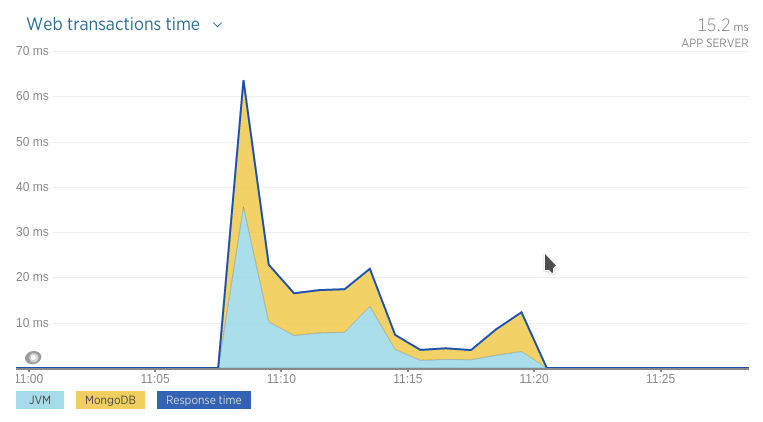 Web transactions time
15.2 ms
APP SERVER
70 ms
60 ms
50 ms
40 ms
30 ms
20 ms
10 ms
11:00 11:05 11:10 11:15 11:20 11:25
JVM MongoDB Response time